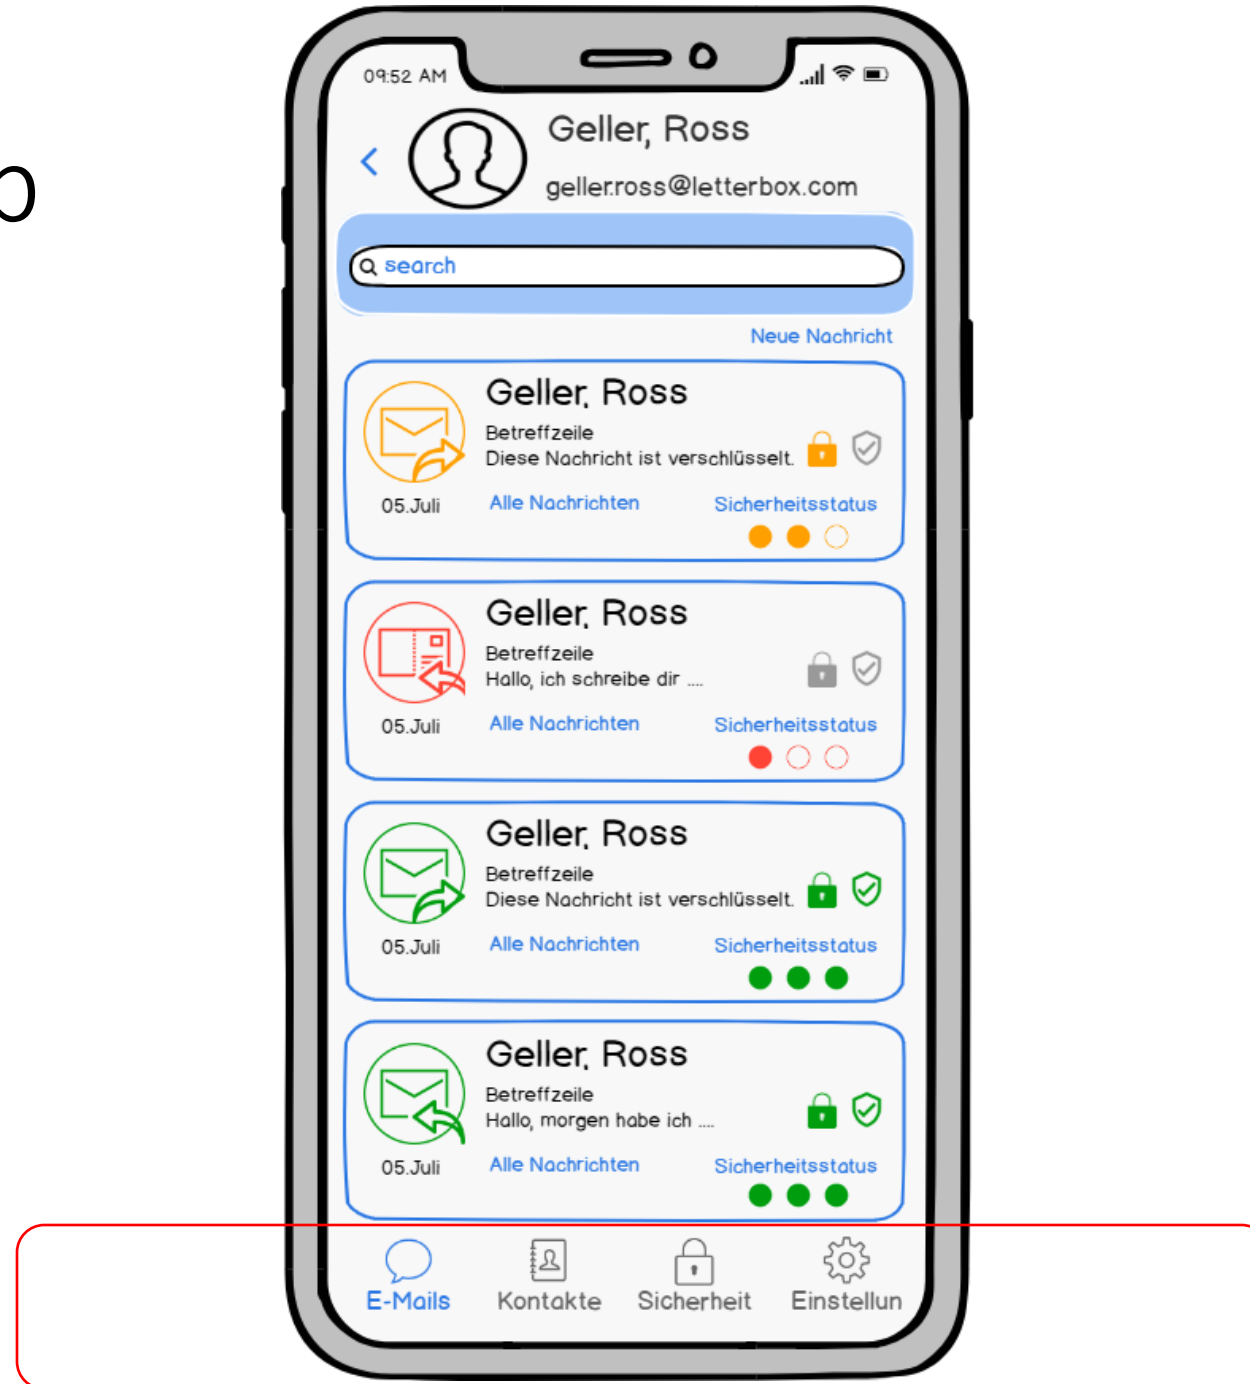 09:52 AM
Geller, Ross
geller.ross@letterbox.com
search
Neue Nachricht
Geller, Ross
Betreffzeile
Diese Nachricht ist verschlüsselt.
05.Juli
Alle Nachrichten
Sicherheitsstatus
Geller, Ross
Betreffzeile
Hallo, ich schreibe dir ....
05.Juli
Alle Nachrichten
Sicherheitsstatus
Geller, Ross
Betreffzeile
Diese Nachricht ist verschlüsselt.
05.Juli
Alle Nachrichten
Sicherheitsstatus
Geller, Ross
Betreffzeile
Hallo, morgen habe ich ....
05.Juli
Alle Nachrichten
Sicherheitsstatus
E-Mails
Kontakte
Sicherheit
Einstellun